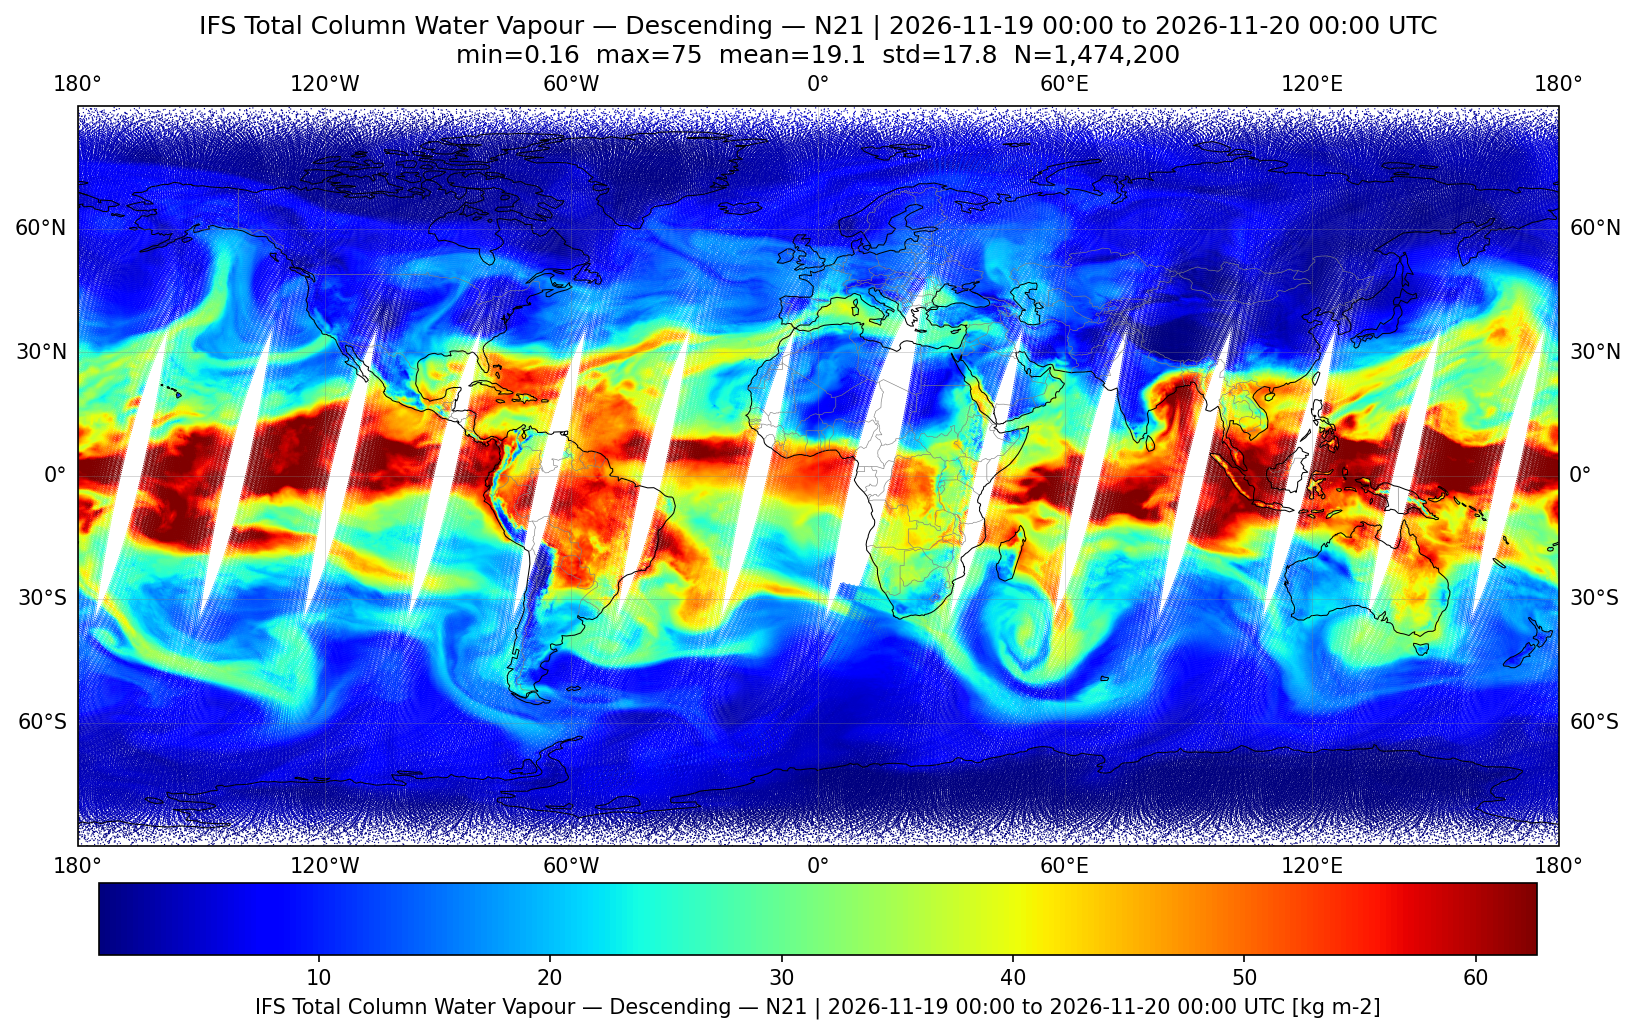 IFS Total Column Water Vapour — Descending — N21 | 2026-11-19 00:00 to 2026-11-20 00:00 UTC
min=0.16  max=75  mean=19.1  std=17.8  N=1,474,200
180° 120°W 60°W 0° 60°E 120°E 180°
60°N 60°N
30°N 30°N
0° 0°
30°S 30°S
60°S 60°S
180° 120°W 60°W 0° 60°E 120°E 180°
10 20 30 40 50 60
IFS Total Column Water Vapour — Descending — N21 | 2026-11-19 00:00 to 2026-11-20 00:00 UTC [kg m-2]